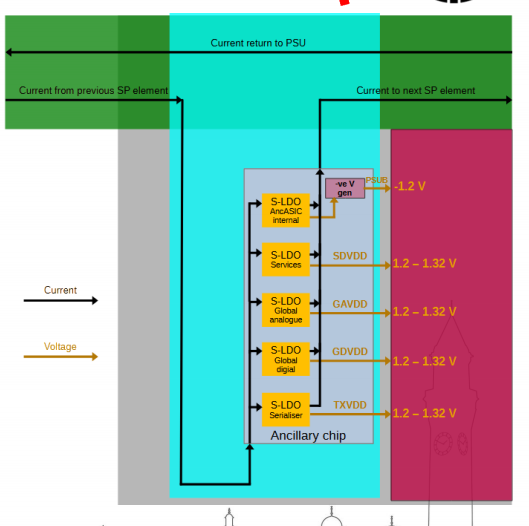 Current return to PSU
Current from previous SP element
Current to next SP element
-ve V
gen
PSUB
-1.2 V
S-LDO
AncASIC
internal
S-LDO
Services
SDVDD
1.2 – 1.32 V
Current
S-LDO
Global
analogue
GAVDD
1.2 – 1.32 V
Voltage
S-LDO
Global
digial
GDVDD
1.2 – 1.32 V
S-LDO
Serialiser
TXVDD
1.2 – 1.32 V
Ancillary chip